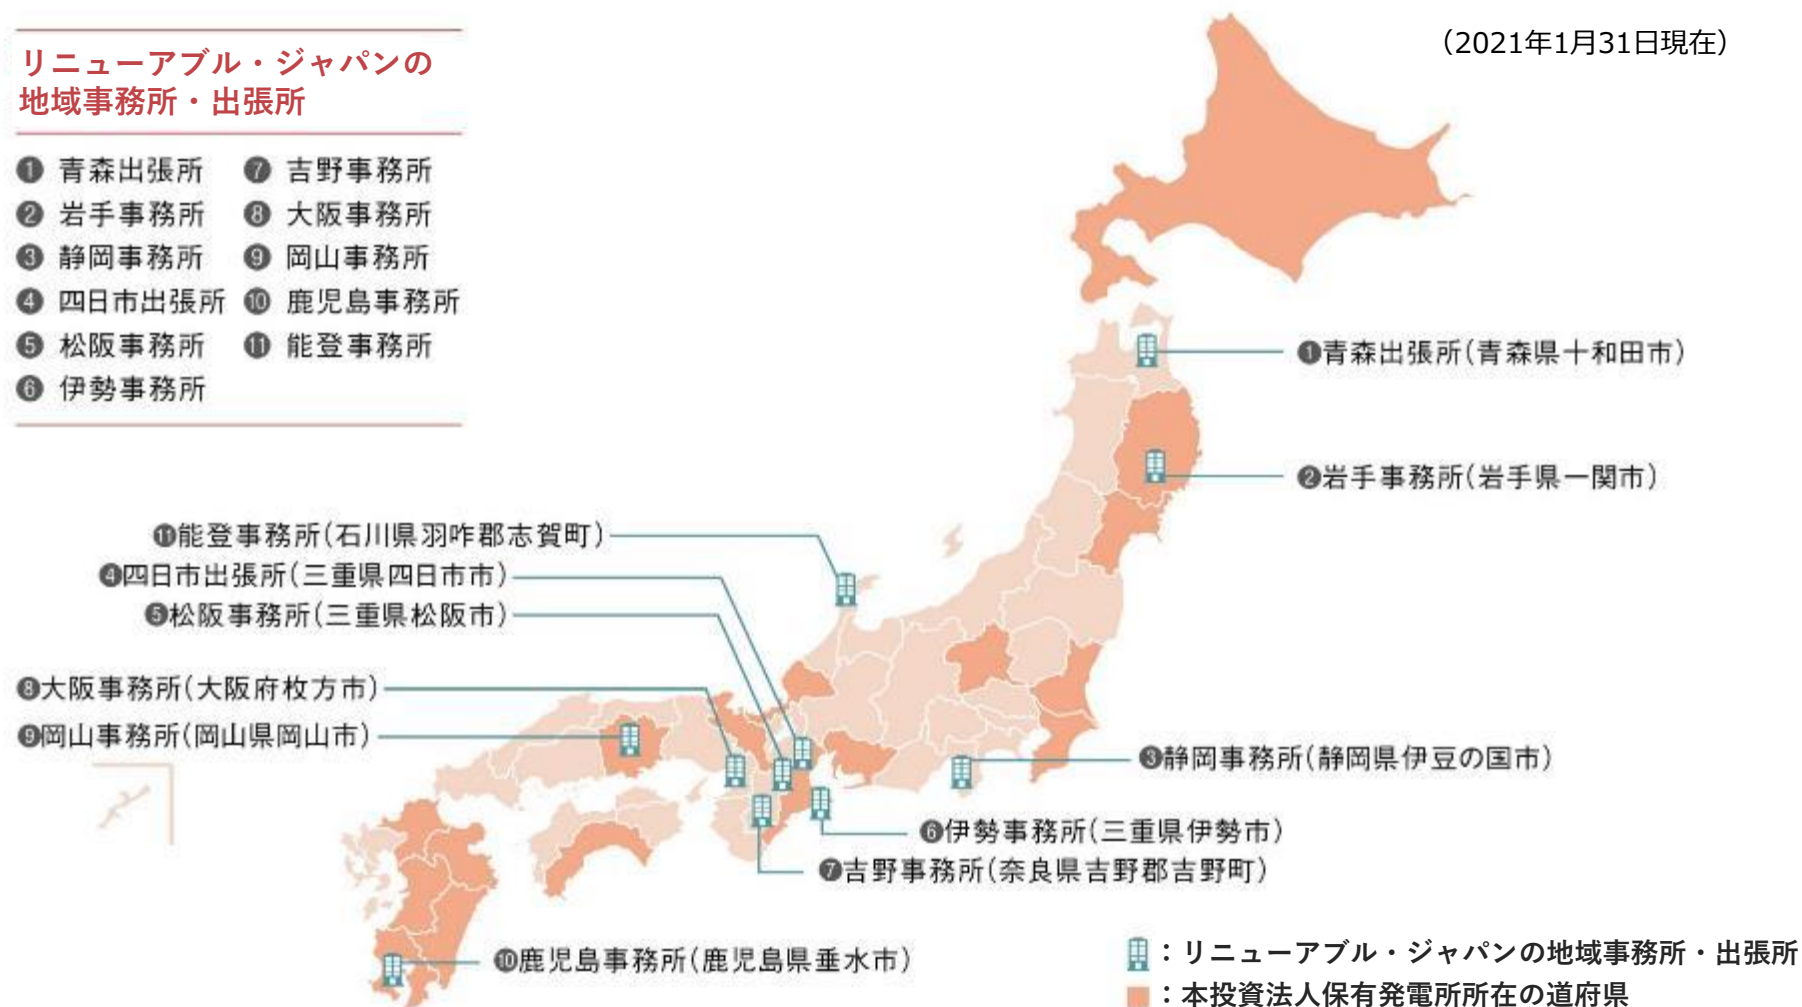 （2021年1月31日現在）
リニューアブル・ジャパンの
地域事務所・出張所
❶ 青森出張所
❷ 岩手事務所
❸ 静岡事務所
❹ 四日市出張所
❺ 松阪事務所
❻ 伊勢事務所
❼ 吉野事務所
❽ 大阪事務所
❾ 岡山事務所
❿ 鹿児島事務所
⓫ 能登事務所
❶青森出張所(青森県十和田市)
❷岩手事務所(岩手県一関市)
⓫能登事務所(石川県羽咋郡志賀町)
❹四日市出張所(三重県四日市市)
❺松阪事務所(三重県松阪市)
❽大阪事務所(大阪府枚方市)
❾岡山事務所(岡山県岡山市)
❸静岡事務所(静岡県伊豆の国市)
❻伊勢事務所(三重県伊勢市)
❼吉野事務所(奈良県吉野郡吉野町)
❿鹿児島事務所(鹿児島県垂水市)
：リニューアブル・ジャパンの地域事務所・出張所
：本投資法人保有発電所所在の道府県